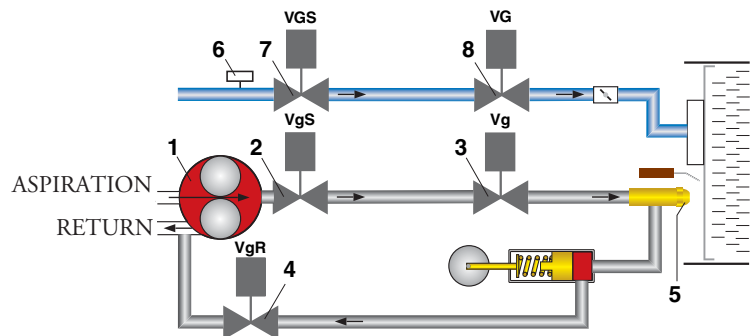 VGS VG
6 7 8
VgS Vg
1 2 3
ASPIRATION
RETURN
VgR
4 5